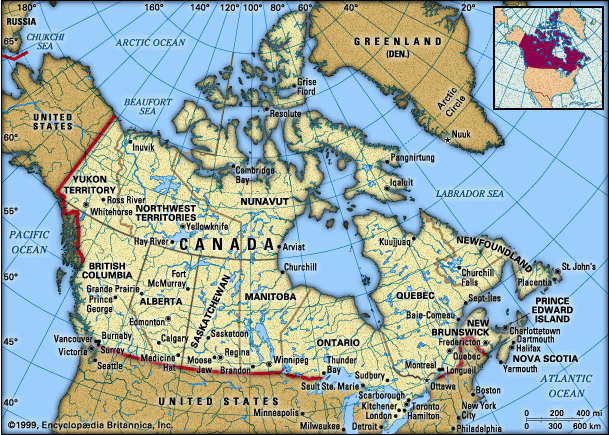 180°
160°
140°
120°
100°
80°
60°
40°
20°
0°
20°
RUSSIA
65°
CHUKCHI
SEA
ARCTIC OCEAN
GREENLAND
(DEN.)
BEAUFORT
SEA
UNITED
STATES
60°
Grise
Fiord
Resolute
Arctic
Circle
Nuuk
Inuvik
Cambridge
Bay
Pangnirtung
Iqaluit
YUKON
TERRITORY
Ross River
Whitehorse
NORTHWEST
TERRITORIES
NUNAVUT
LABRADOR SEA
55°
PACIFIC
OCEAN
Yellowknife
Hay River
CANADA
Arviat
Kuujjuaq
NEWFOUNDLAND
BRITISH
COLUMBIA
Fort
McMurray
Churchill
Churchill
Falls
St. John's
Placentia
50°
Grande Prairie
Prince
George
ALBERTA
SASKATCHEWAN
MANITOBA
QUEBEC
Sept-Iles
Baie-Comeau
PRINCE
EDWARD
ISLAND
Edmonton
Saskatoon
ONTARIO
NEW
BRUNSWICK
Charlottetown
Fredericton
Dartmouth
Halifax
45°
Vancouver
Burnaby
Victoria
Surrey
Seattle
Calgary
Medicine
Hat
Moose
Jaw
Regina
Brandon
Winnipeg
Thunder
Bay
Sudbury
Quebec
Longueuil
Montreal
NOVA SCOTIA
Yarmouth
Sault Ste. Marie
Ottawa
Scarborough
Kitchener
London
Toronto
Hamilton
Boston
New York
City
ATLANTIC
OCEAN
40°
UNITED STATES
Minneapolis
Milwaukee
Detroit
Philadelphia
0 200 400 mi
0 300 600 km
©1999, Encyclopædia Britannica, Inc.